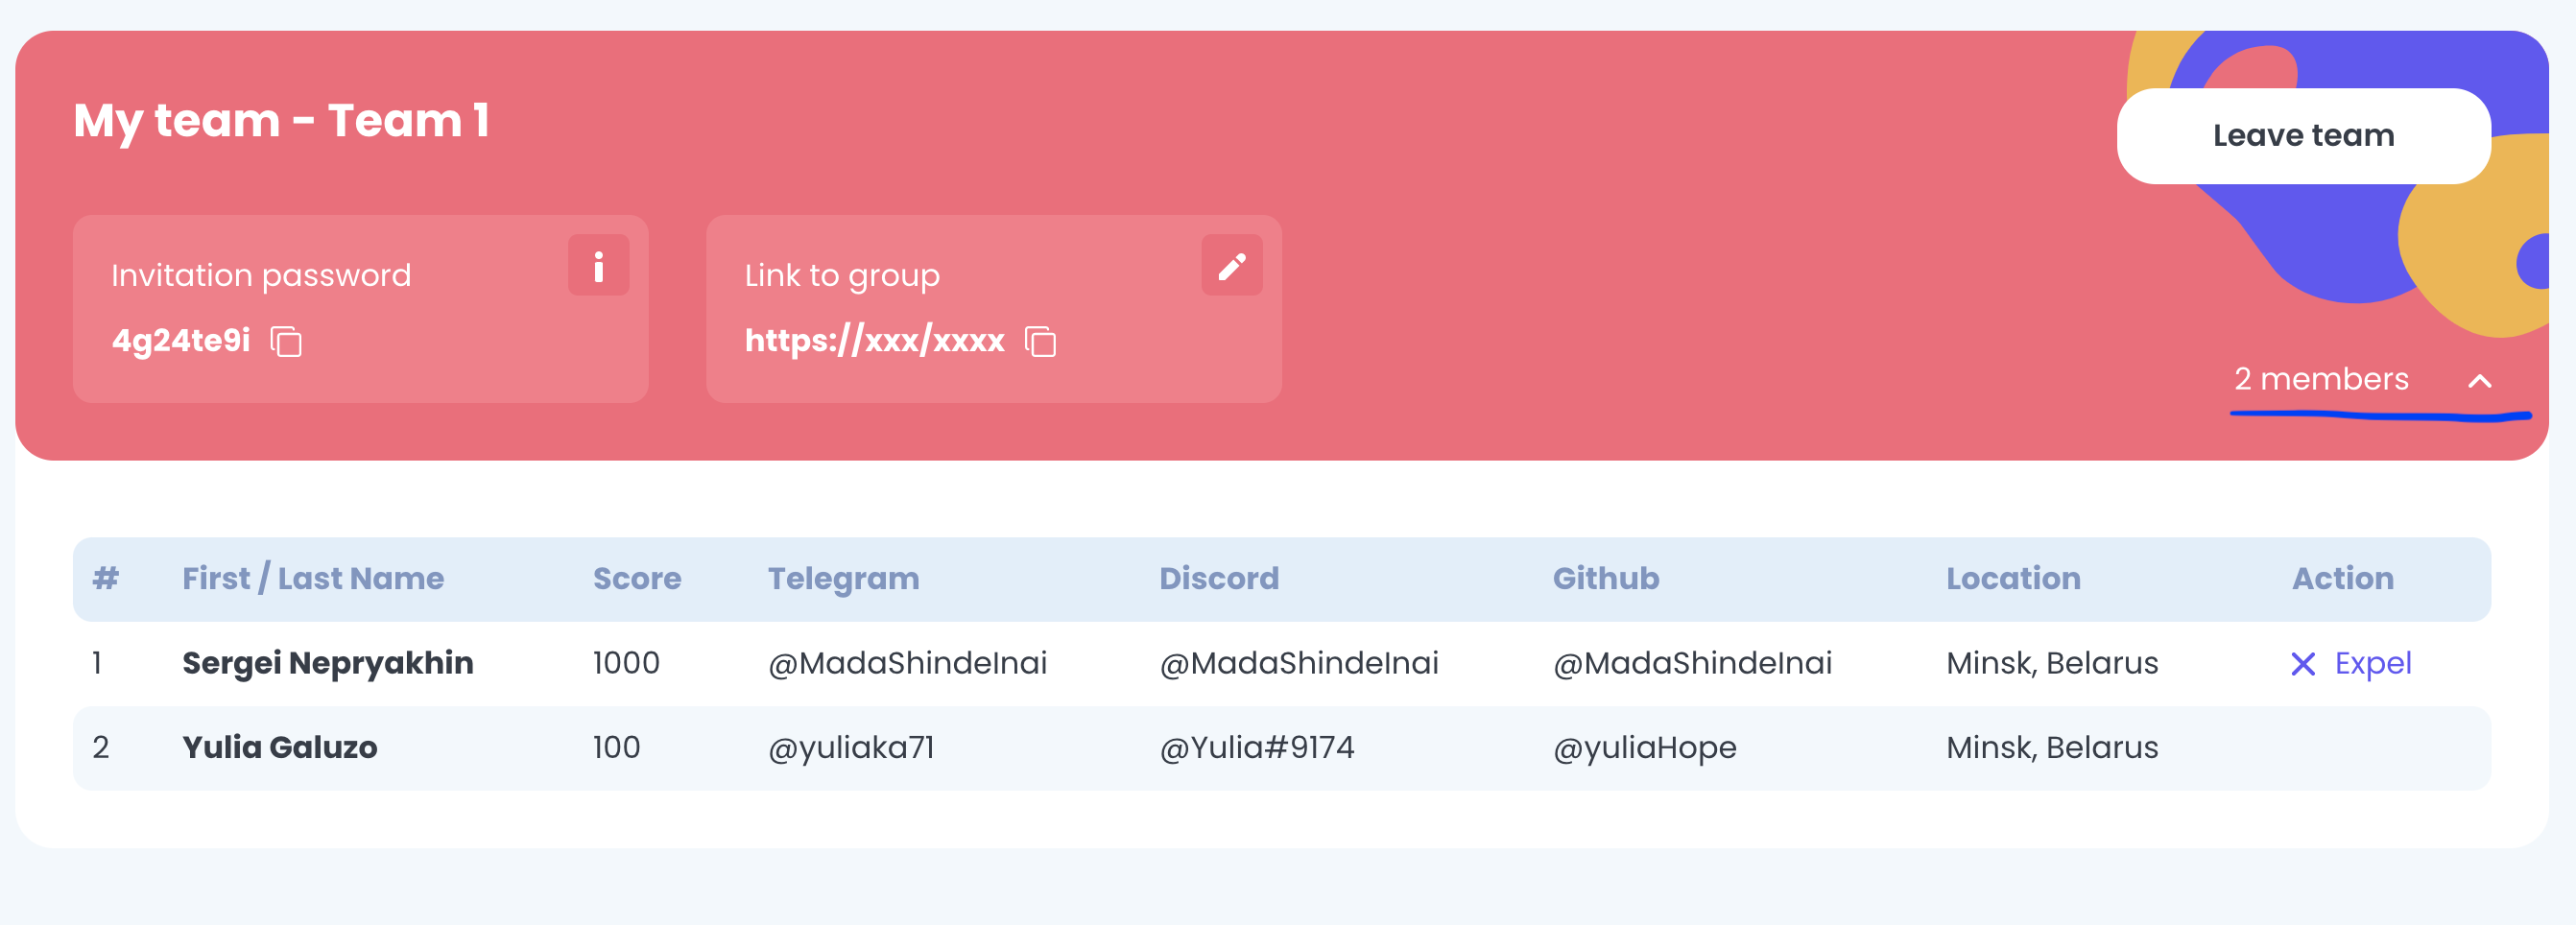 My team - Team 1
Leave team
Invitation password
4g24te9i
Link to group
https://xxx/xxxx
2 members
# First / Last Name Score Telegram Discord Github Location Action
1 Sergei Nepryakhin 1000 @MadaShindeInai @MadaShindeInai @MadaShindeInai Minsk, Belarus Expel
2 Yulia Galuzo 100 @yuliaka71 @Yulia#9174 @yuliaHope Minsk, Belarus